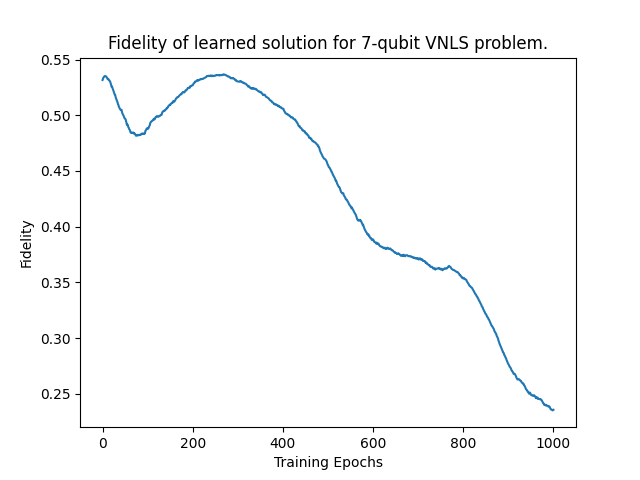 Fidelity of learned solution for 7-qubit VNLS problem.
0.55
0.50
0.45
0.40
0.35
0.30
0.25
Fidelity
0 200 400 600 800 1000
Training Epochs